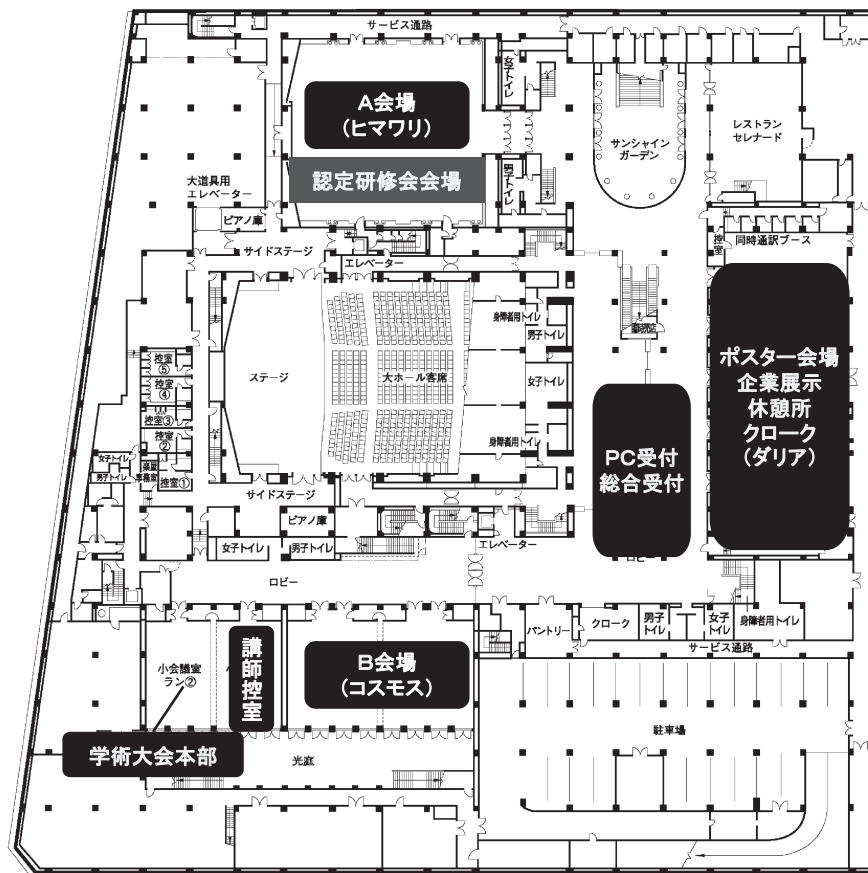 サービス通路
女子トイレ
A会場
(ヒマワリ)
認定研修会会場
男子トイレ
サンシャイン
ガーデン
レストラン
セレナード
大道具用
エレベーター
ピアノ庫
サイドステージ
エレベーター
控室
同時通訳ブース
身障者用トイレ
男子トイレ
ステージ
大ホール客席
女子トイレ
身障者用トイレ
控室
⑤
控室
④
控室③
控室
②
女子トイレ
男子トイレ
控室①
サイドステージ
ピアノ庫
女子トイレ
男子トイレ
エレベーター
ポスター会場
企業展示
休憩所
クローク
(ダリア)
PC受付
総合受付
ロビー
ロビー
小会議室
ラン②
講師控室
B会場
(コスモス)
パントリー
クローク
男子
トイレ
女子
トイレ
身障者用トイレ
サービス通路
学術大会本部
光庭
駐車場